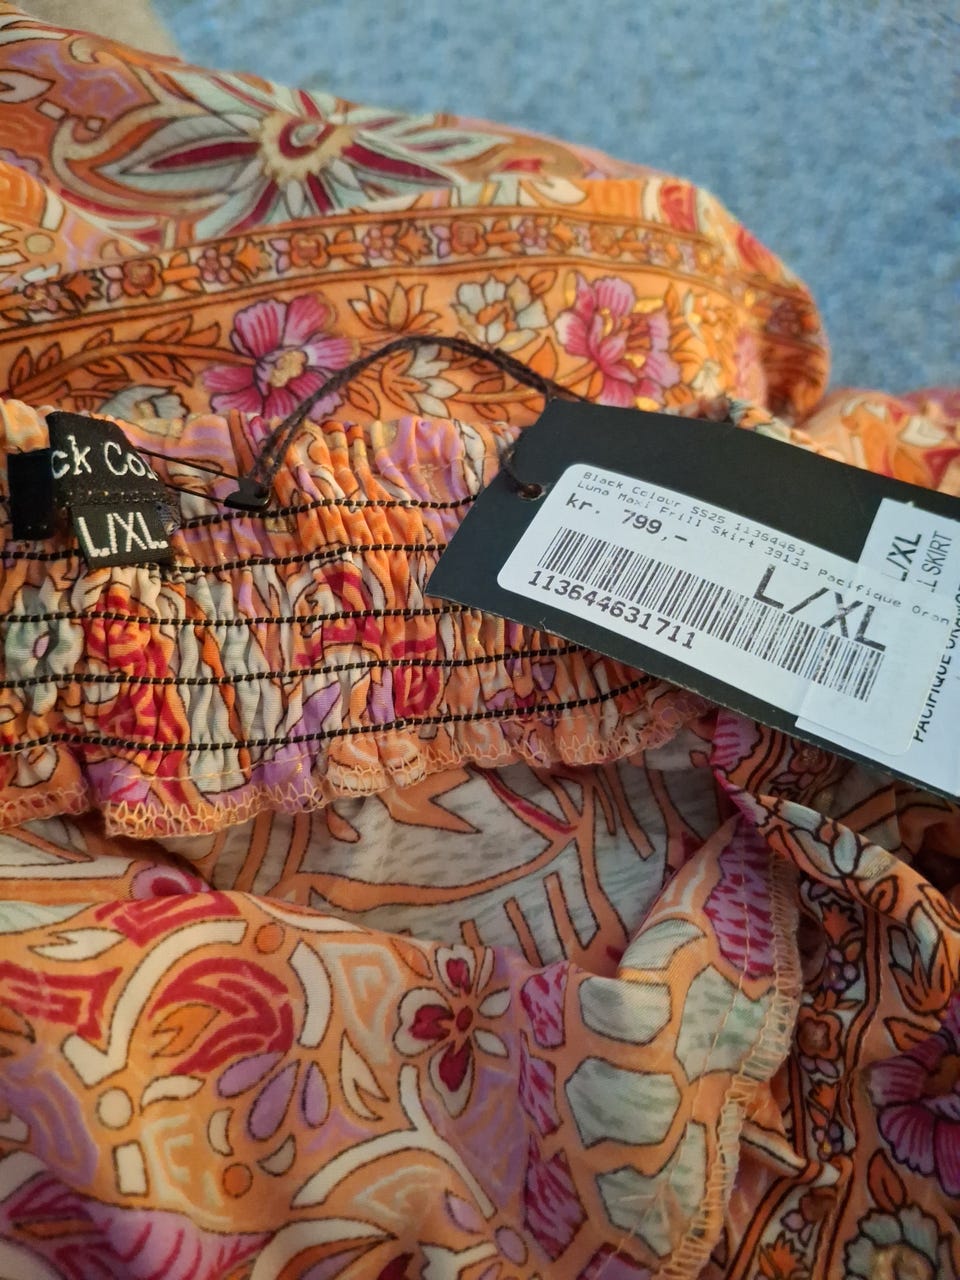 ck Co
L/XL
Black Colour SS25 11364463
Luna Maxi Frill Skirt 39133 Pacifique Oran
kr. 799,-
L/XL
113644631711
L/XL
L SKIRT
PACIFIQUE